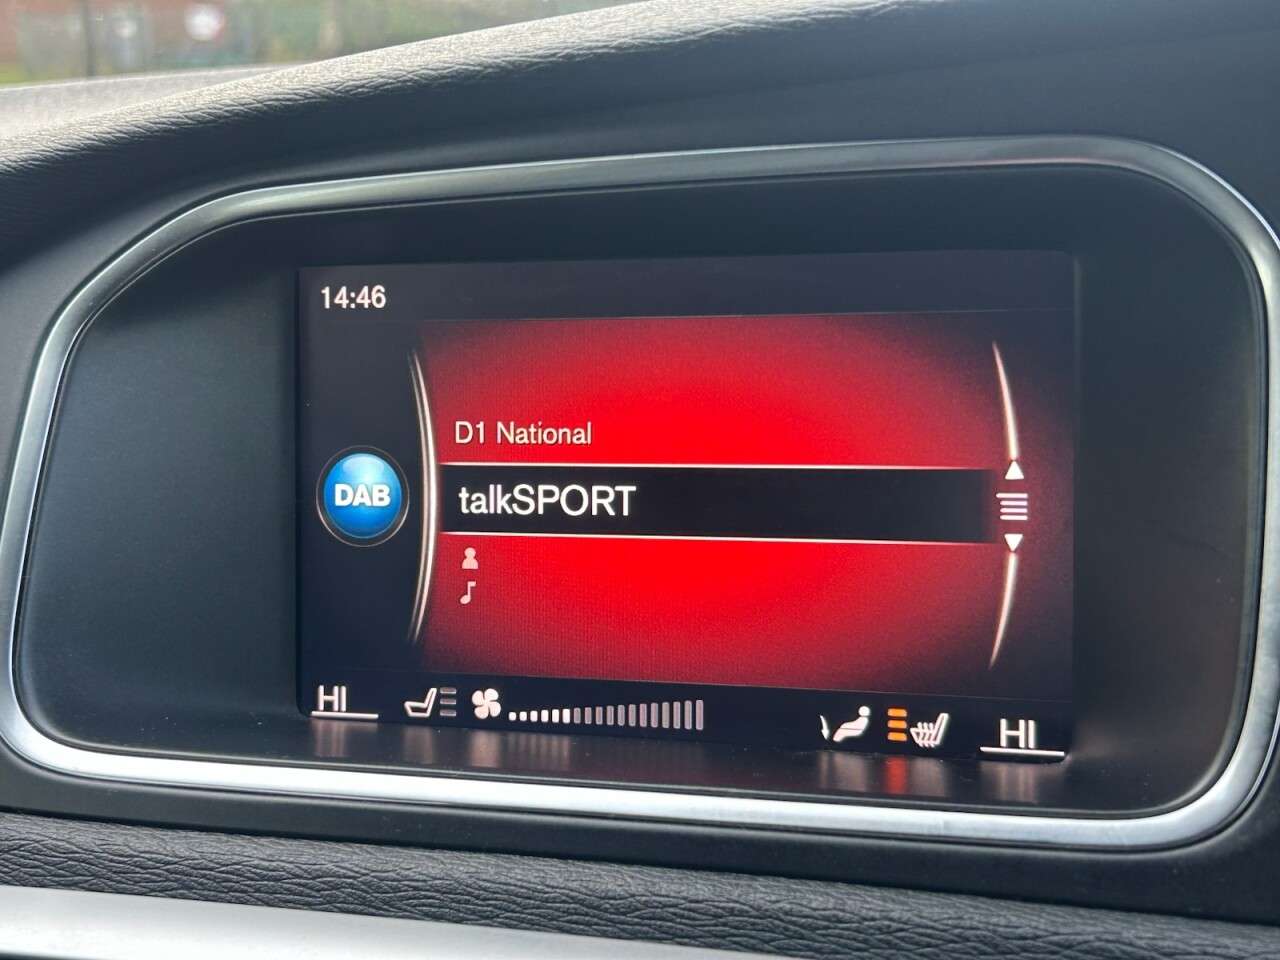 14:46
D1 National
DAB
talkSPORT
HI
HI